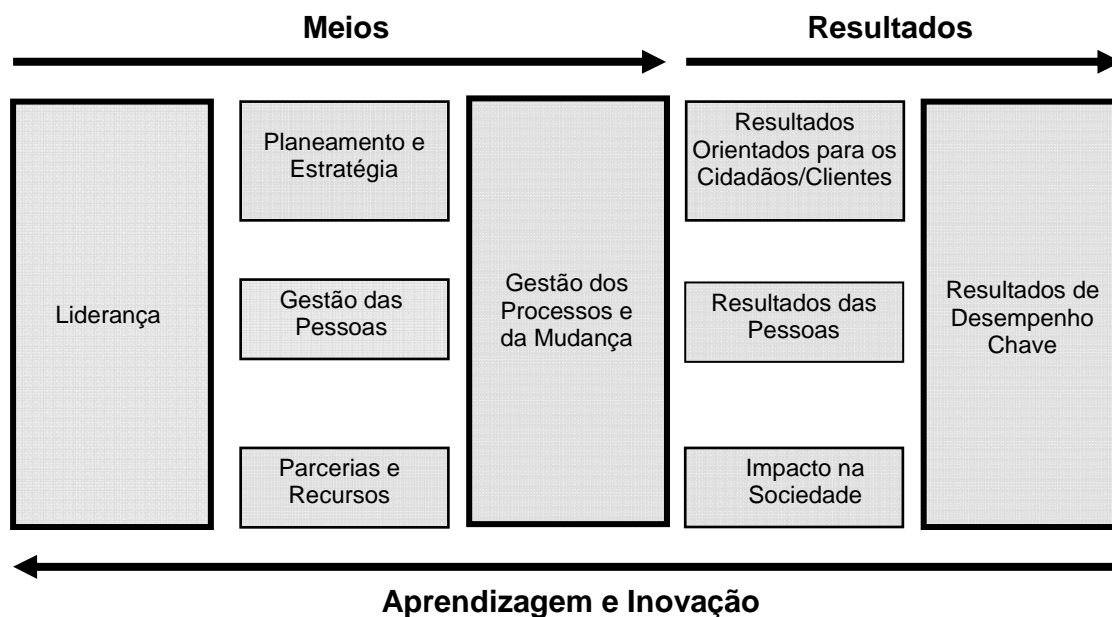 Meios
Resultados
Liderança
Planeamento e
Estratégia
Gestão das
Pessoas
Parcerias e
Recursos
Gestão dos
Processos e
da Mudança
Resultados
Orientados para os
Cidadãos/Clientes
Resultados das
Pessoas
Impacto na
Sociedade
Resultados de
Desempenho
Chave
Aprendizagem e Inovação